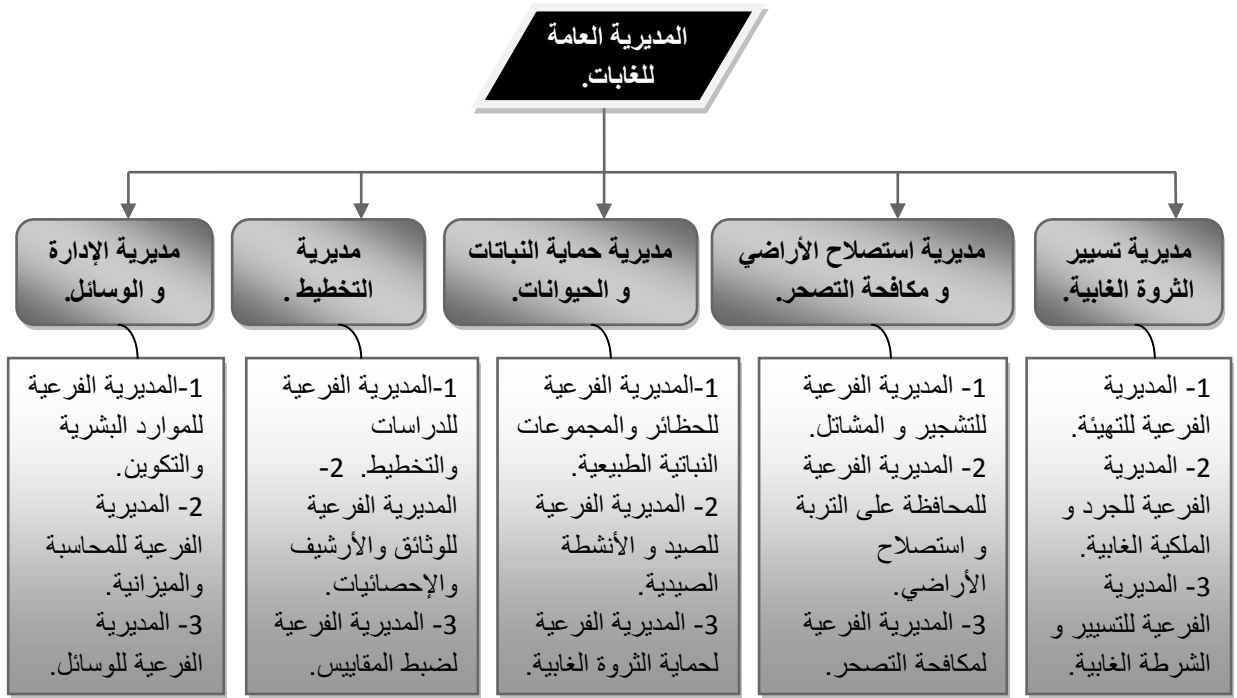 المديرية العامة
للغابات.
مديرية تسيير
الثروة الغابية.
مديرية استصلاح الأراضي
و مكافحة التصحر.
مديرية حماية النباتات
و الحيوانات.
مديرية
التخطيط .
مديرية الإدارة
و الوسائل.
1- المديرية
الفرعية للتهيئة.
2- المديرية
الفرعية للجرد و
الملكية الغابية.
3- المديرية
الفرعية للتسيير و
الشرطة الغابية.
1- المديرية الفرعية
للتشجير و المشاتل.
2- المديرية الفرعية
للمحافظة على التربة
و استصلاح
الأراضي.
3- المديرية الفرعية
لمكافحة التصحر.
1-المديرية الفرعية
للحظائر والمجموعات
النباتية الطبيعية.
2- المديرية الفرعية
للصيد و الأنشطة
الصيدية.
3- المديرية الفرعية
لحماية الثروة الغابية.
1-المديرية الفرعية
للدراسات
والتخطيط. 2-
المديرية الفرعية
للوثائق والأرشيف
والإحصائيات.
3- المديرية الفرعية
لضبط المقاييس.
1-المديرية الفرعية
للموارد البشرية
والتكوين.
2- المديرية
الفرعية للمحاسبة
والميزانية.
3- المديرية
الفرعية للوسائل.